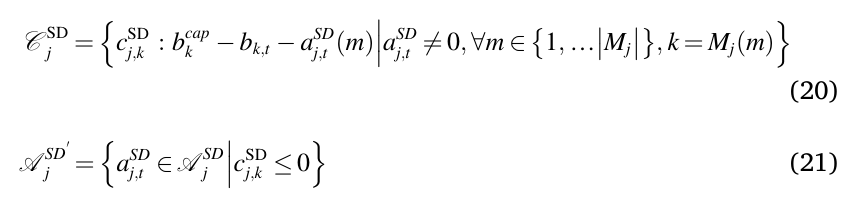 𝒞_j^SD = { c_{j,k}^SD : b_k^{cap} − b_{k,t} − a_{j,t}^{SD}(m) | a_{j,t}^{SD} ≠ 0, ∀m ∈ {1, …|M_j|}, k = M_j(m) }
(20)
𝒜_j^{SD′} = { a_{j,t}^{SD} ∈ 𝒜_j^{SD} | c_{j,k}^SD ≤ 0 } (21)